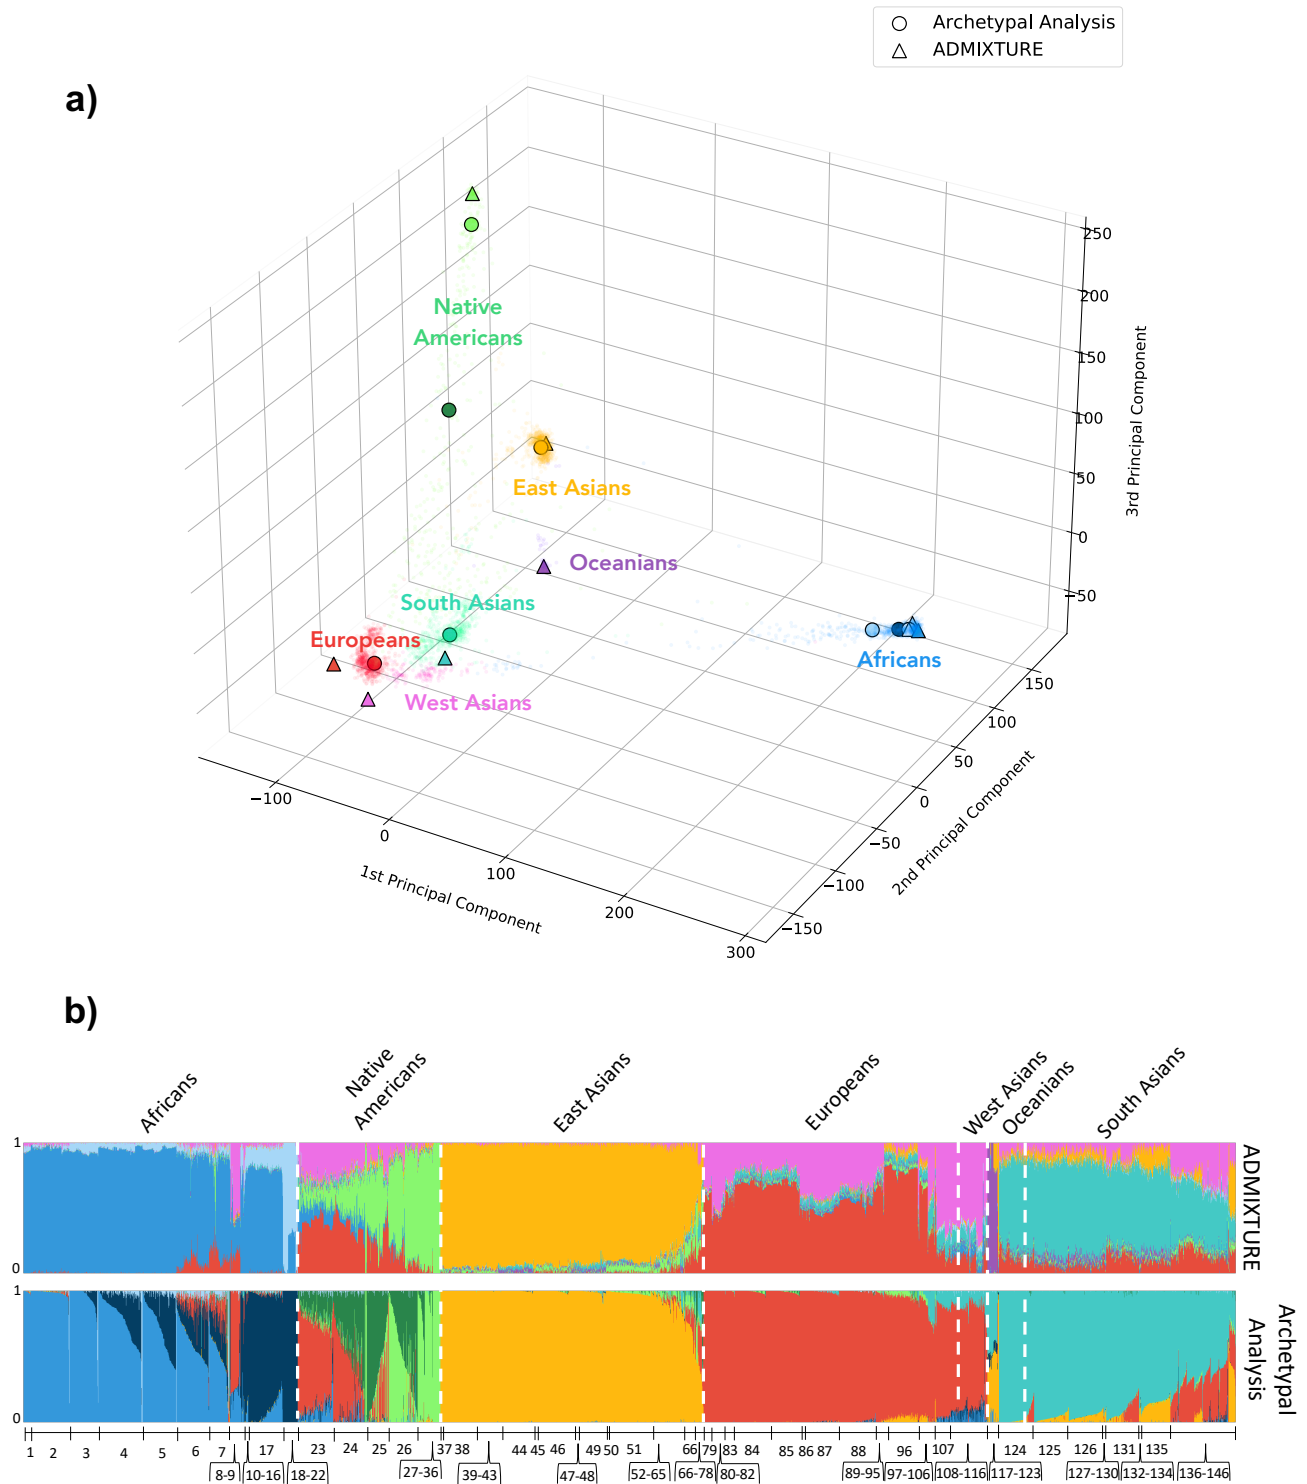 Archetypal Analysis
ADMIXTURE
a)
250
200
150
100
50
0
−50
3rd Principal Component
Native
Americans
East Asians
Oceanians
South Asians
Europeans
West Asians
Africans
150
100
50
0
−50
−100
−150
2nd Principal Component
−100
0
100
200
300
1st Principal Component
b)
Africans
Native
Americans
East Asians
Europeans
West Asians
Oceanians
South Asians
1
0
ADMIXTURE
1
0
Archetypal
Analysis
1 2 3 4 5 6 7 17 23 24 25 26 37 38 44 45 46 49 50 51 66 79 83 84 85 86 87 88 96 107 124 125 126 131 135
8-9 10-16 18-22 27-36 39-43 47-48 52-65 66-78 80-82 89-95 97-106 108-116 117-123 127-130 132-134 136-146